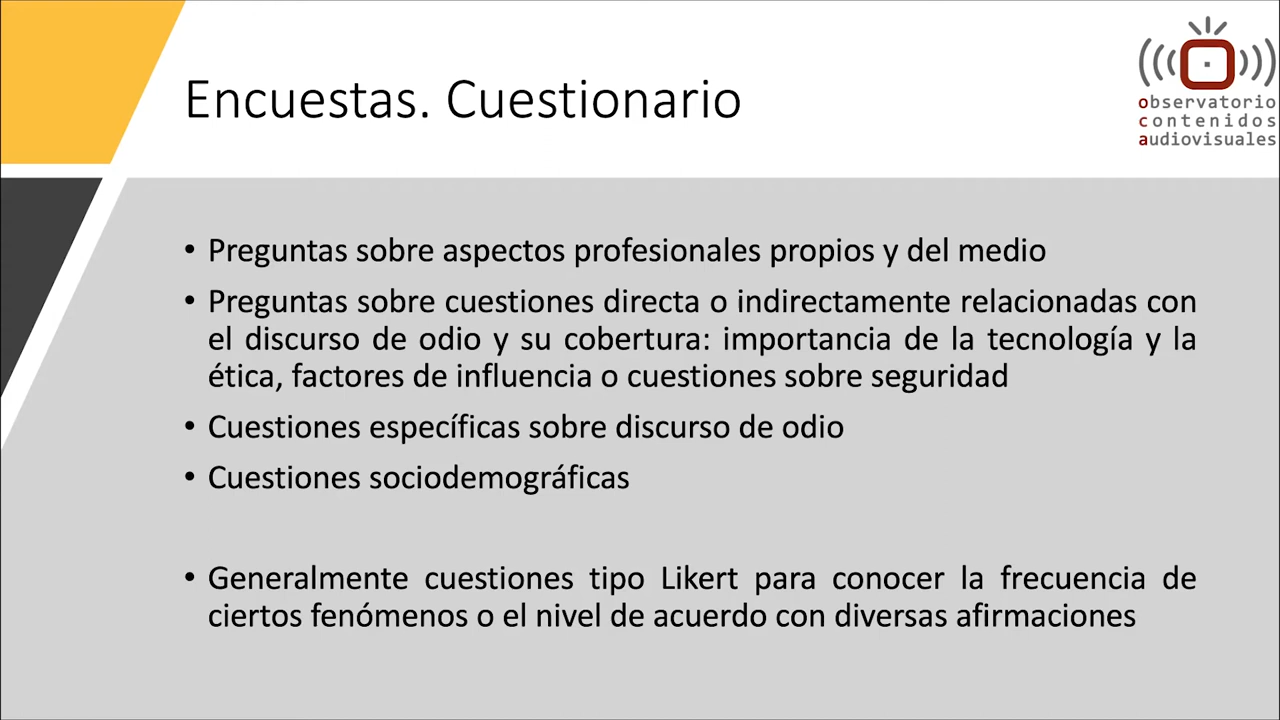 Encuestas. Cuestionario
observatorio
contenidos
audiovisuales
• Preguntas sobre aspectos profesionales propios y del medio
• Preguntas sobre cuestiones directa o indirectamente relacionadas con
el discurso de odio y su cobertura: importancia de la tecnología y la
ética, factores de influencia o cuestiones sobre seguridad
• Cuestiones específicas sobre discurso de odio
• Cuestiones sociodemográficas
• Generalmente cuestiones tipo Likert para conocer la frecuencia de
ciertos fenómenos o el nivel de acuerdo con diversas afirmaciones